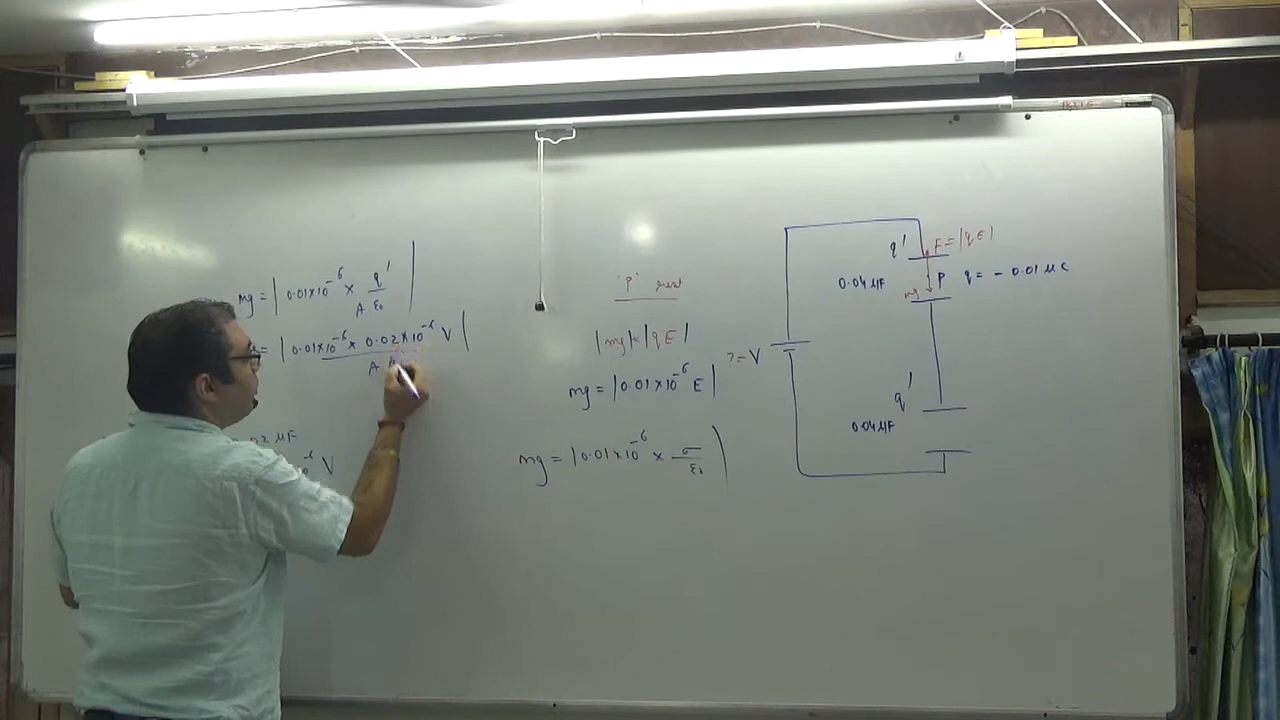 mg = | 0.01×10⁻⁶ × q' / A ε₀ |
= | 0.01×10⁻⁶ × 0.02×10⁻⁶ V / A |
μF
V
"P" rest
|mg|=|qE|
mg = |0.01×10⁻⁶ E|
mg = |0.01×10⁻⁶ × σ/ε₀ |
q' F=|qE|
0.04 μF mg P q = - 0.01 μC
?=V
q'
0.04 μF